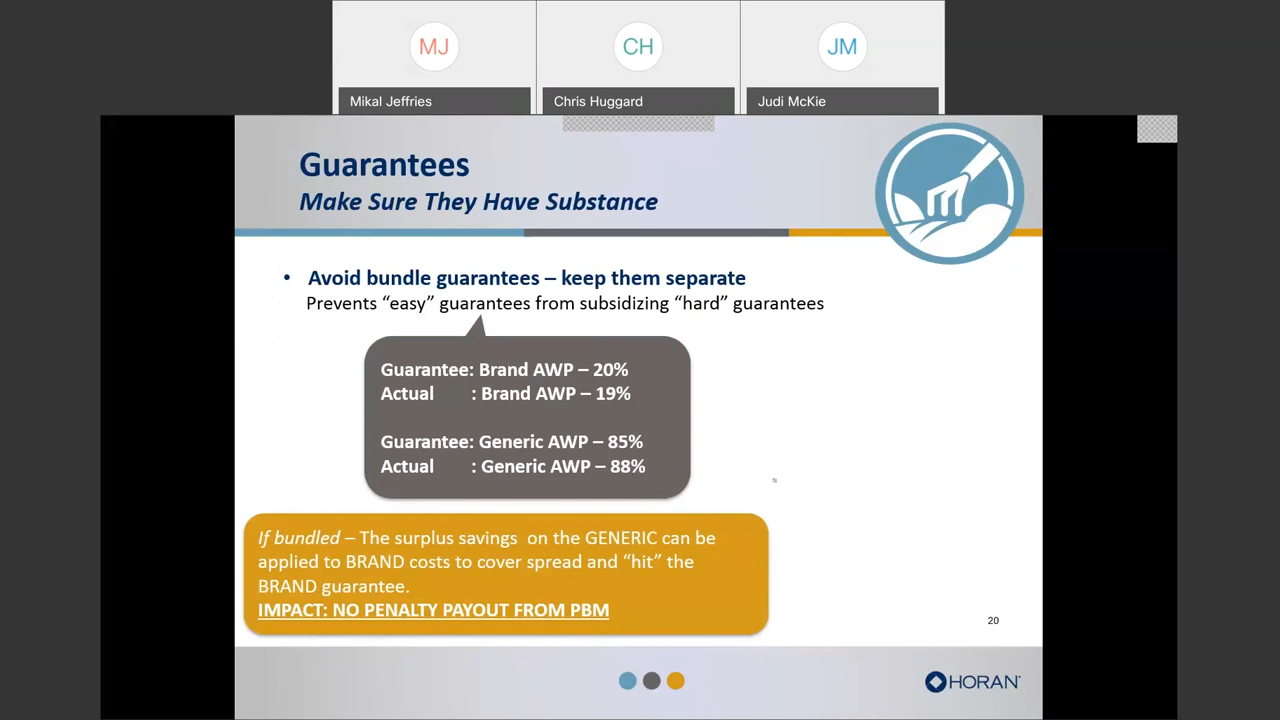 MJ
CH
JM
Mikal Jeffries
Chris Huggard
Judi McKie
Guarantees
Make Sure They Have Substance
• Avoid bundle guarantees – keep them separate
Prevents “easy” guarantees from subsidizing “hard” guarantees
Guarantee: Brand AWP – 20%
Actual : Brand AWP – 19%
Guarantee: Generic AWP – 85%
Actual : Generic AWP – 88%
If bundled – The surplus savings on the GENERIC can be
applied to BRAND costs to cover spread and “hit” the
BRAND guarantee.
IMPACT: NO PENALTY PAYOUT FROM PBM
20
HORAN